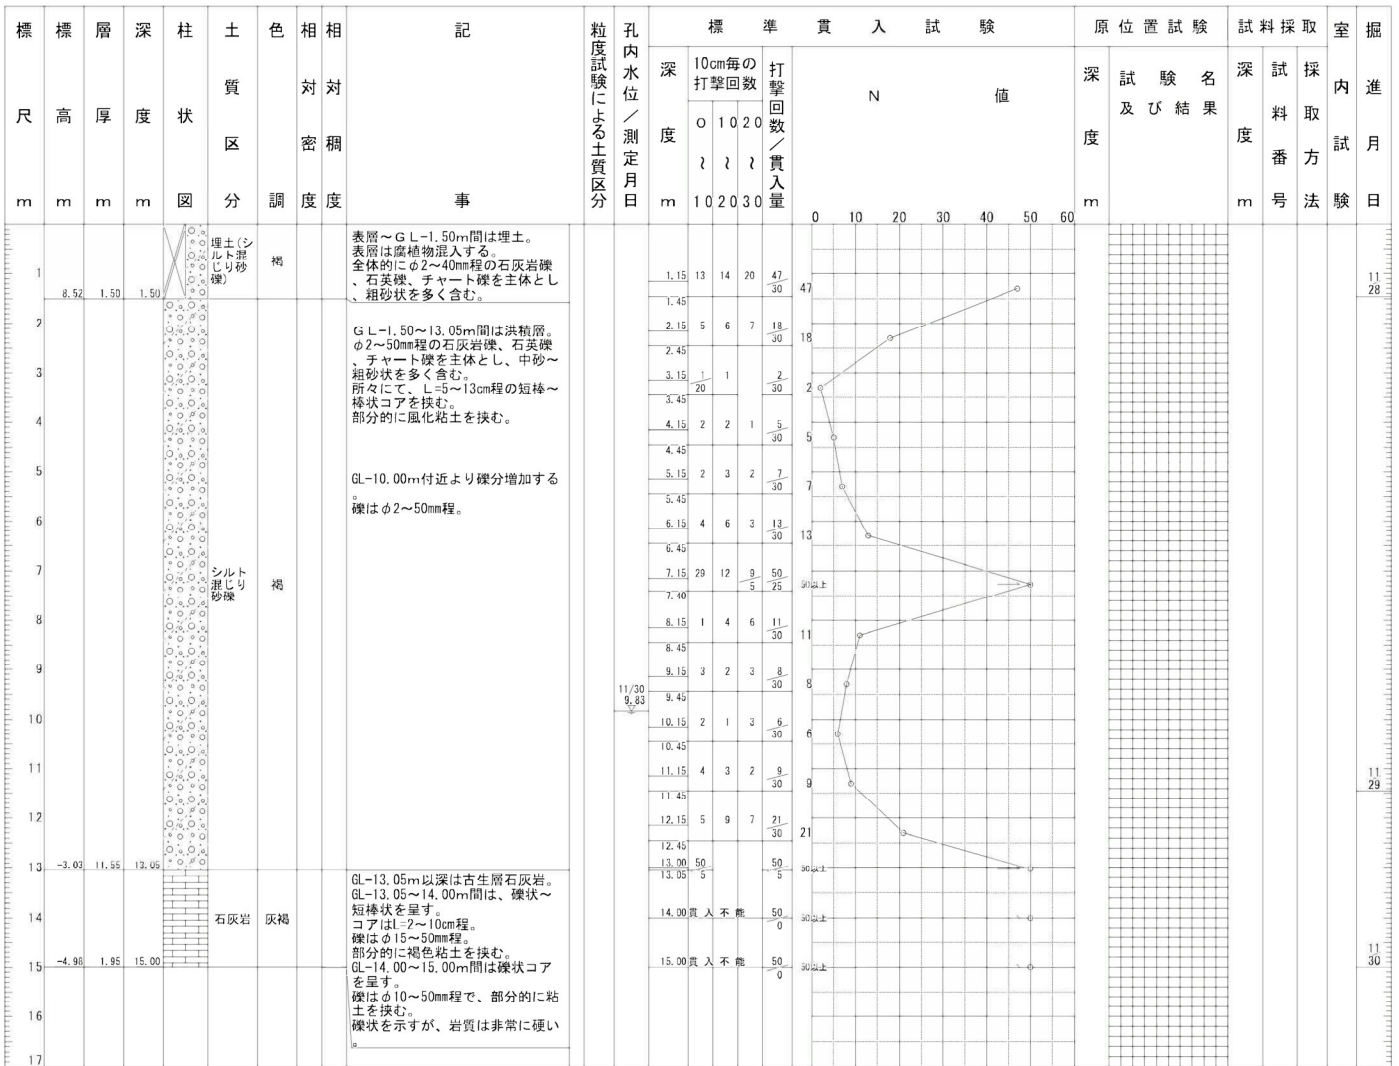 標尺 m
標高 m
層厚 m
深度 m
柱状図
土質区分
色調
相対密度
相対稠度
記事
粒度試験による土質区分
孔内水位/測定月日
標準貫入試験
深度 m
10cm毎の
打撃回数
0 10 20
~ ~ ~
10 20 30
打撃回数/貫入量
N 値
0 10 20 30 40 50 60
原位置試験
深度 m
試験名
及び結果
試料採取
深度 m
試料番号
採取方法
室内試験
掘進月日
1
2
3
4
5
6
7
8
9
10
11
12
13
14
15
16
17
8.52 1.50 1.50
埋土(シ
ルト混
じり砂
礫)
褐
表層~GL-1.50m間は埋土。
表層は腐植物混入する。
全体的にφ2~40mm程の石灰岩礫
、石英礫、チャート礫を主体とし
、粗砂状を多く含む。
-3.03 11.55 13.05
シルト
混じり
砂礫
褐
GL-1.50~13.05m間は洪積層。
φ2~50mm程の石灰岩礫、石英礫
、チャート礫を主体とし、中砂~
粗砂状を多く含む。
所々にて、L=5~13cm程の短棒~
棒状コアを挟む。
部分的に風化粘土を挟む。
GL-10.00m付近より礫分増加する
。
礫はφ2~50mm程。
-4.98 1.95 15.00
石灰岩
灰褐
GL-13.05m以深は古生層石灰岩。
GL-13.05~14.00m間は、礫状~
短棒状を呈す。
コアはL=2~10cm程。
礫はφ15~50mm程。
部分的に褐色粘土を挟む。
GL-14.00~15.00m間は礫状コア
を呈す。
礫はφ10~50mm程で、部分的に粘
土を挟む。
礫状を示すが、岩質は非常に硬い
。
11/30
9.83
1.15 13 14 20 47/30 47
1.45
2.15 5 6 7 18/30 18
2.45
3.15 1/20 1 2/30 2
3.45
4.15 2 2 1 5/30 5
4.45
5.15 2 3 2 7/30 7
5.45
6.15 4 6 3 13/30 13
6.45
7.15 29 12 9/5 50/25 50以上
7.40
8.15 1 4 6 11/30 11
8.45
9.15 3 2 3 8/30 8
9.45
10.15 2 1 3 6/30 6
10.45
11.15 4 3 2 9/30 9
11.45
12.15 5 9 7 21/30 21
12.45
13.00 50/5 50/5 50以上
13.05
14.00 貫入不能 50/0 50以上
15.00 貫入不能 50/0 50以上
11
28
11
29
11
30